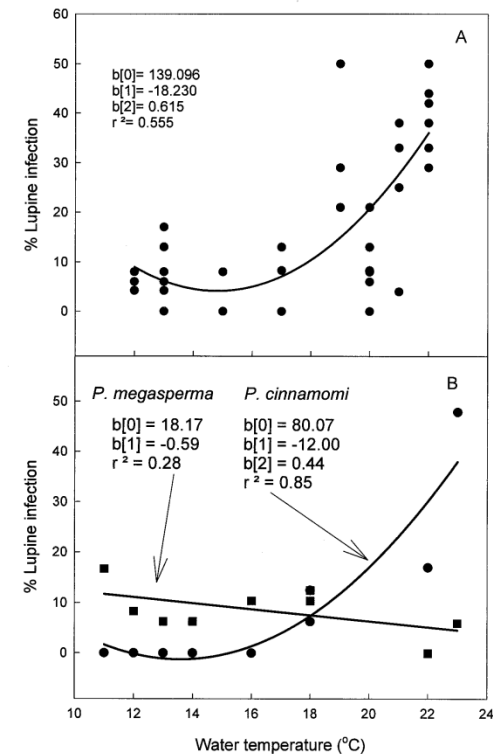 60
50
40
30
20
10
0
% Lupine infection
A
b[0]= 139.096
b[1]= -18.230
b[2]= 0.615
r ²= 0.555
B
P. megasperma
b[0] = 18.17
b[1] = -0.59
r ² = 0.28
P. cinnamomi
b[0] = 80.07
b[1] = -12.00
b[2] = 0.44
r ² = 0.85
50
40
30
20
10
0
% Lupine infection
10 12 14 16 18 20 22 24
Water temperature (°C)